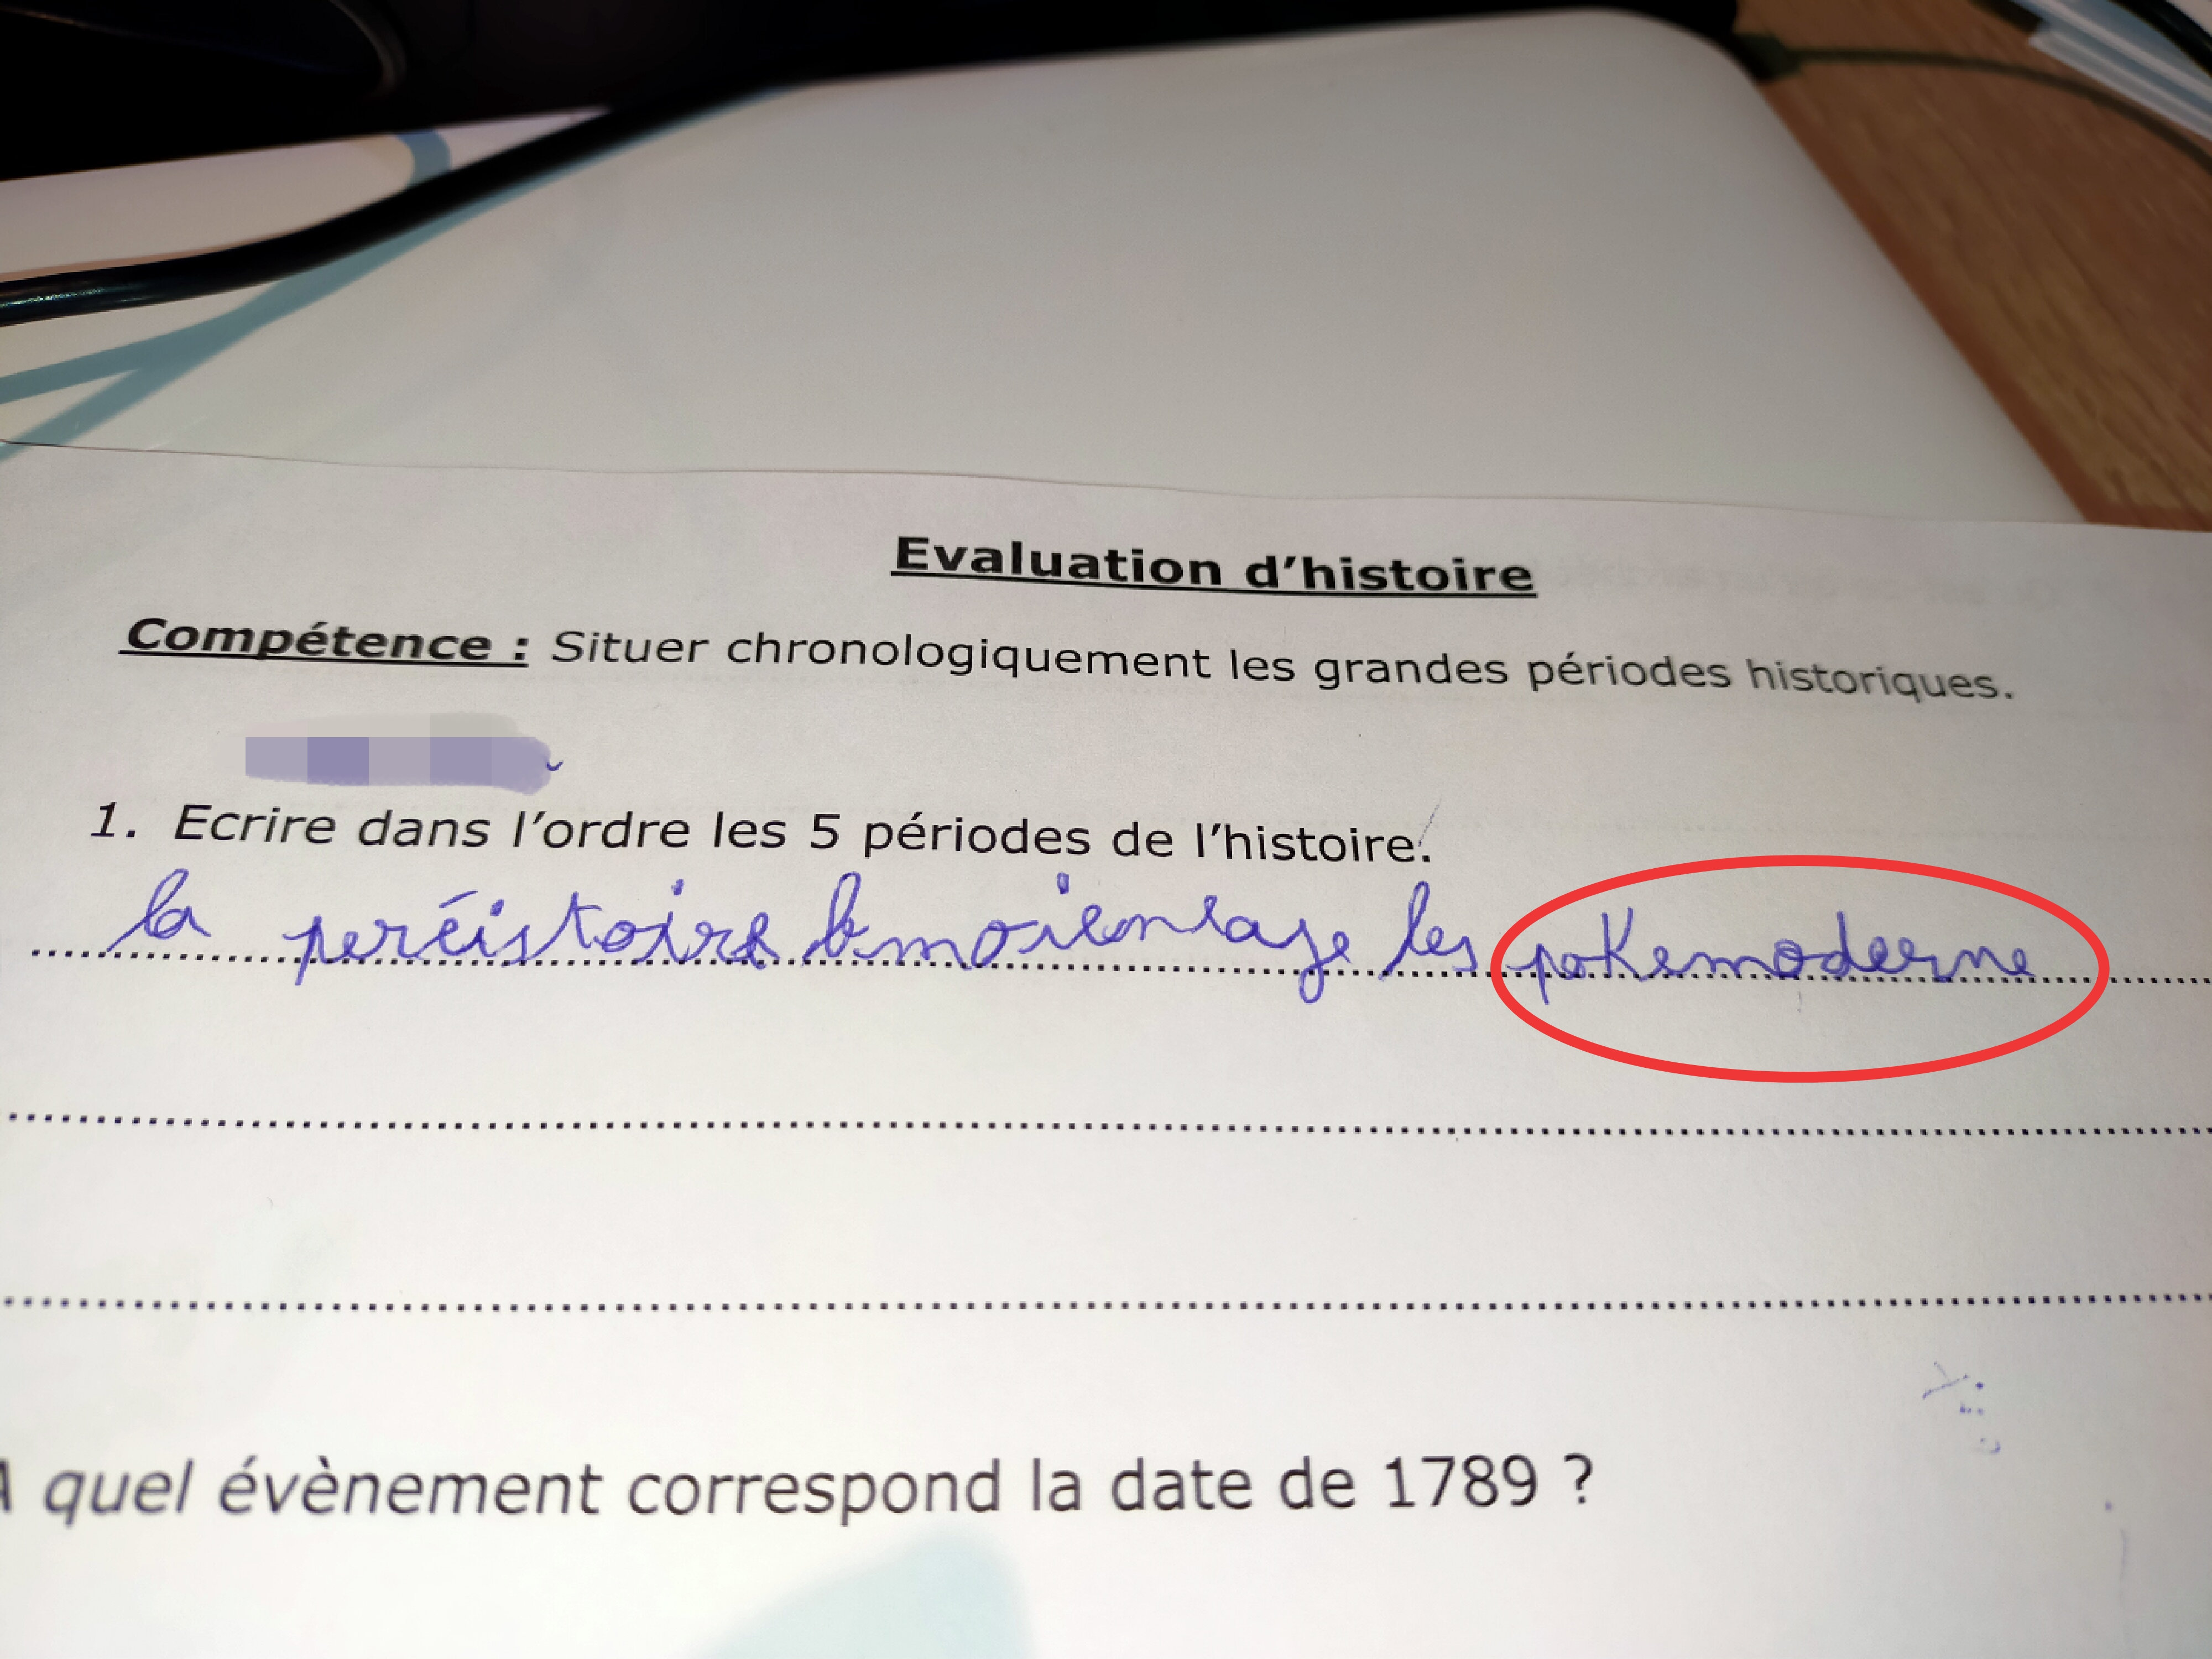 Evaluation d'histoire
Compétence : Situer chronologiquement les grandes périodes historiques.
1. Ecrire dans l'ordre les 5 périodes de l'histoire.
la peréistoire le moienlage les pokemoderne
A quel évènement correspond la date de 1789 ?